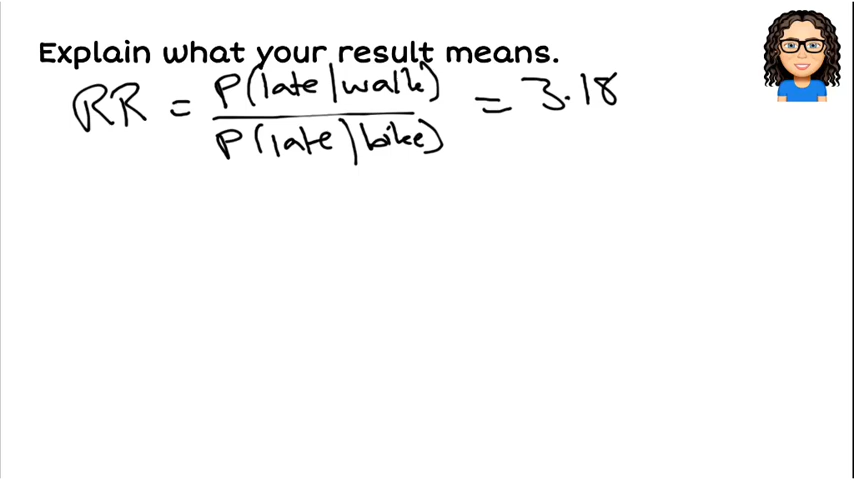 Explain what your result means.
RR = P(late|walk) / P(late|bike) = 3.18